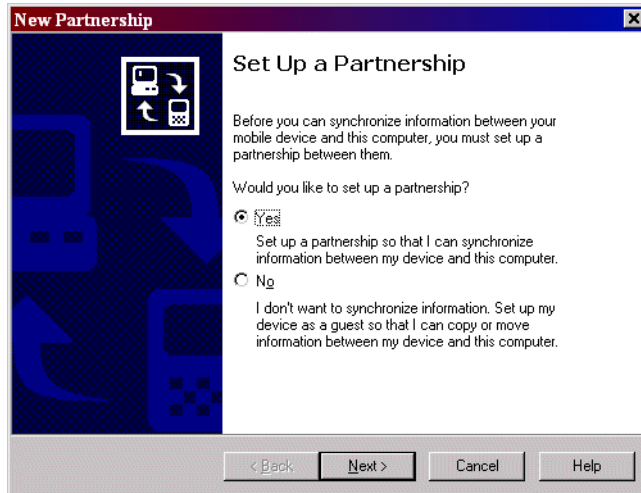 New Partnership
Set Up a Partnership
Before you can synchronize information between your
mobile device and this computer, you must set up a
partnership between them.
Would you like to set up a partnership?
Yes
Set up a partnership so that I can synchronize
information between my device and this computer.
No
I don't want to synchronize information. Set up my
device as a guest so that I can copy or move
information between my device and this computer.
< Back
Next >
Cancel
Help